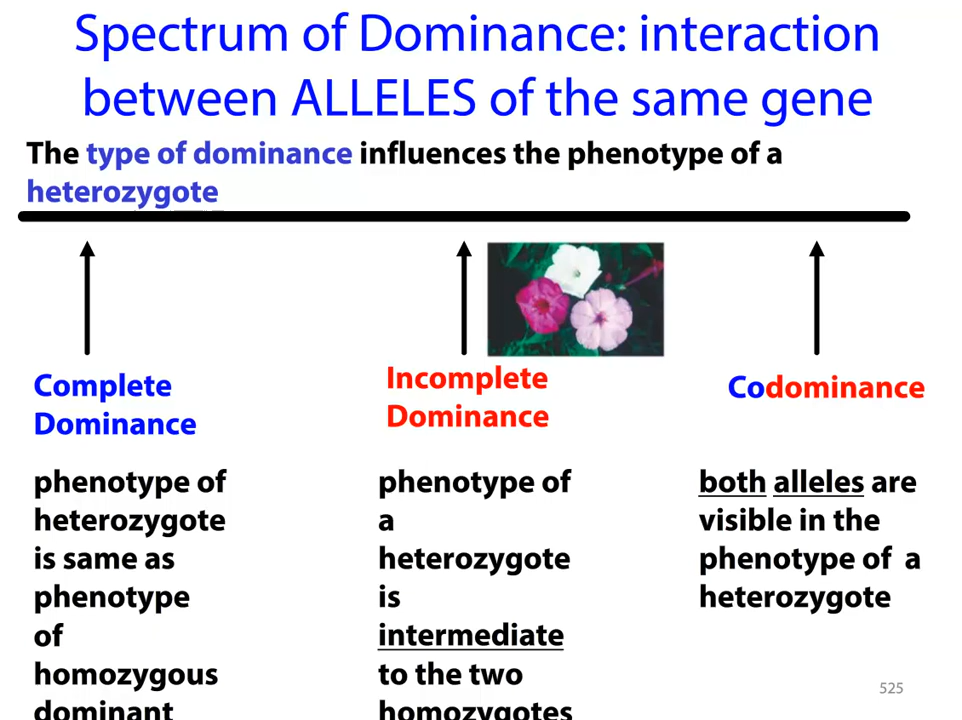 Spectrum of Dominance: interaction
between ALLELES of the same gene
The type of dominance influences the phenotype of a
heterozygote
Complete
Dominance
phenotype of
heterozygote
is same as
phenotype
of
homozygous
dominant
Incomplete
Dominance
phenotype of
a
heterozygote
is
intermediate
to the two
homozygotes
Codominance
both alleles are
visible in the
phenotype of a
heterozygote
525